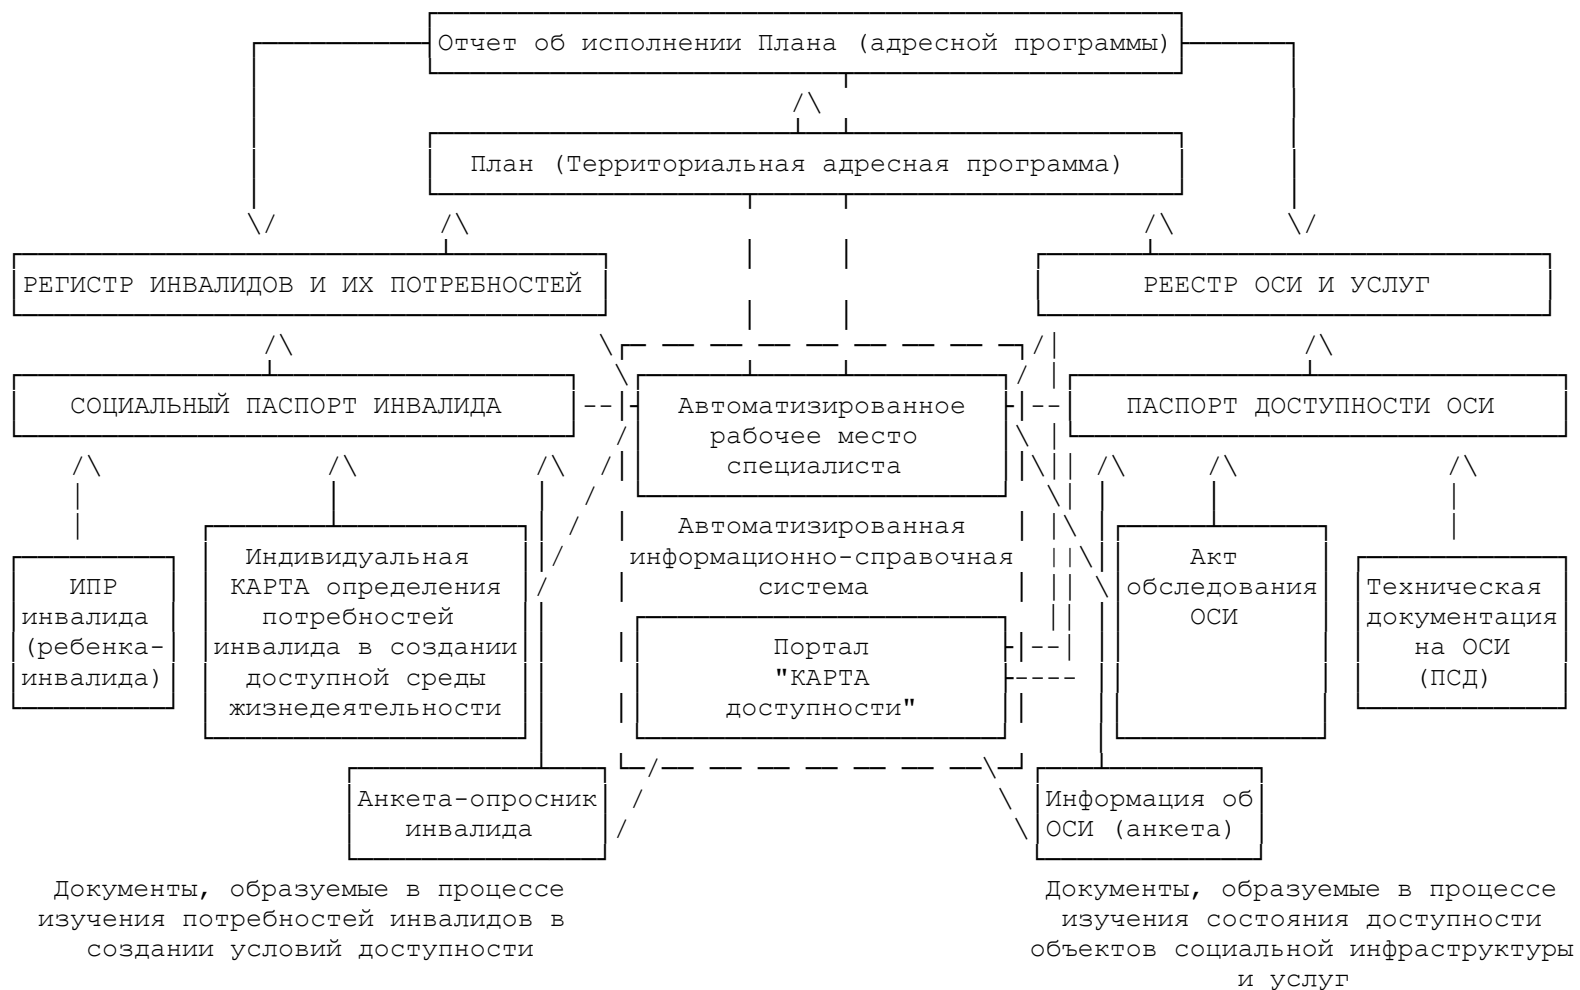 Отчет об исполнении Плана (адресной программы)
План (Территориальная адресная программа)
РЕГИСТР ИНВАЛИДОВ И ИХ ПОТРЕБНОСТЕЙ
РЕЕСТР ОСИ И УСЛУГ
СОЦИАЛЬНЫЙ ПАСПОРТ ИНВАЛИДА
Автоматизированное
рабочее место
специалиста
ПАСПОРТ ДОСТУПНОСТИ ОСИ
ИПР
инвалида
(ребенка-
инвалида)
Индивидуальная
КАРТА определения
потребностей
инвалида в создании
доступной среды
жизнедеятельности
Автоматизированная
информационно-справочная
система
Портал
"КАРТА
доступности"
Акт
обследования
ОСИ
Техническая
документация
на ОСИ
(ПСД)
Анкета-опросник
инвалида
Информация об
ОСИ (анкета)
Документы, образуемые в процессе
изучения потребностей инвалидов в
создании условий доступности
Документы, образуемые в процессе
изучения состояния доступности
объектов социальной инфраструктуры
и услуг